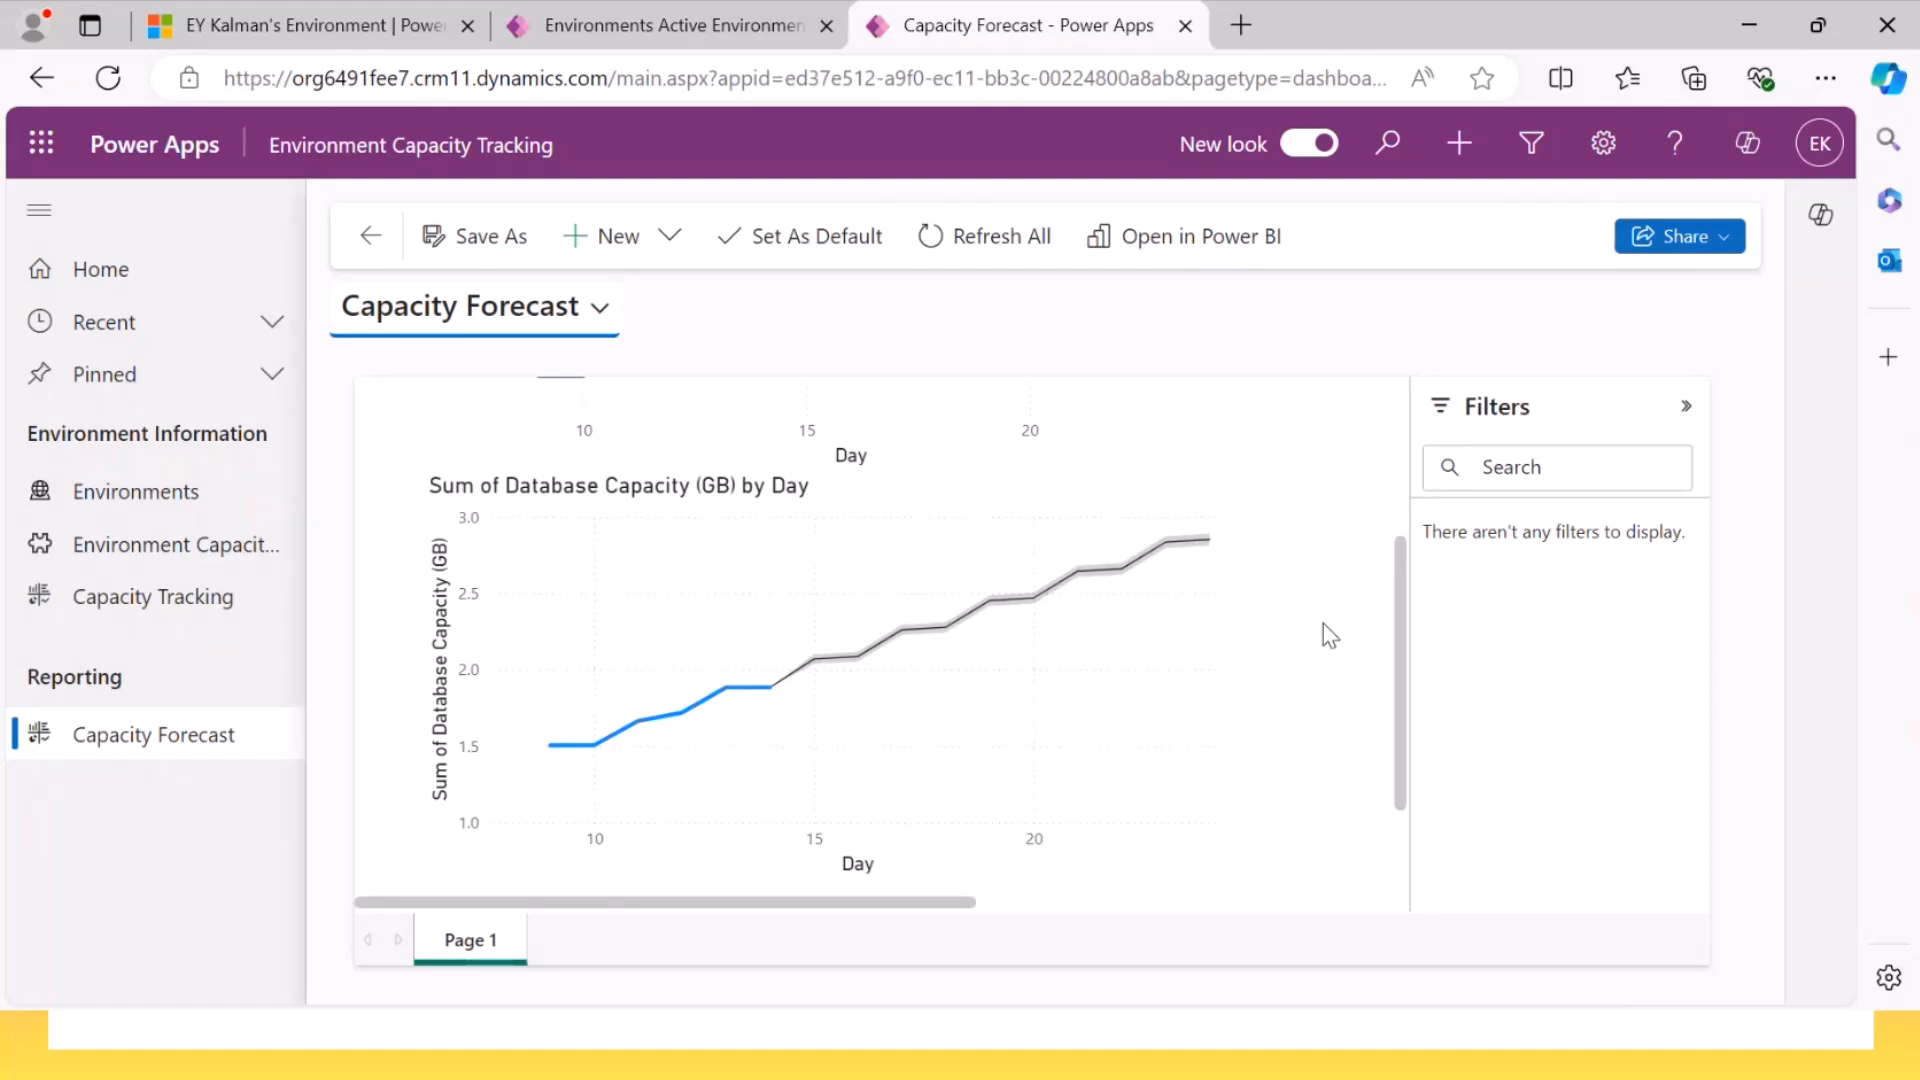 EY Kalman's Environment | Power
Environments Active Environmen
Capacity Forecast - Power Apps
https://org6491fee7.crm11.dynamics.com/main.aspx?appid=ed37e512-a9f0-ec11-bb3c-00224800a8ab&pagetype=dashboa...
Power Apps
Environment Capacity Tracking
New look
EK
Save As
New
Set As Default
Refresh All
Open in Power BI
Share
Home
Recent
Pinned
Environment Information
Environments
Environment Capacit...
Capacity Tracking
Reporting
Capacity Forecast
Capacity Forecast
10 15 20
Day
Sum of Database Capacity (GB) by Day
Sum of Database Capacity (GB)
3.0
2.5
2.0
1.5
1.0
10 15 20
Day
Filters
Search
There aren't any filters to display.
Page 1